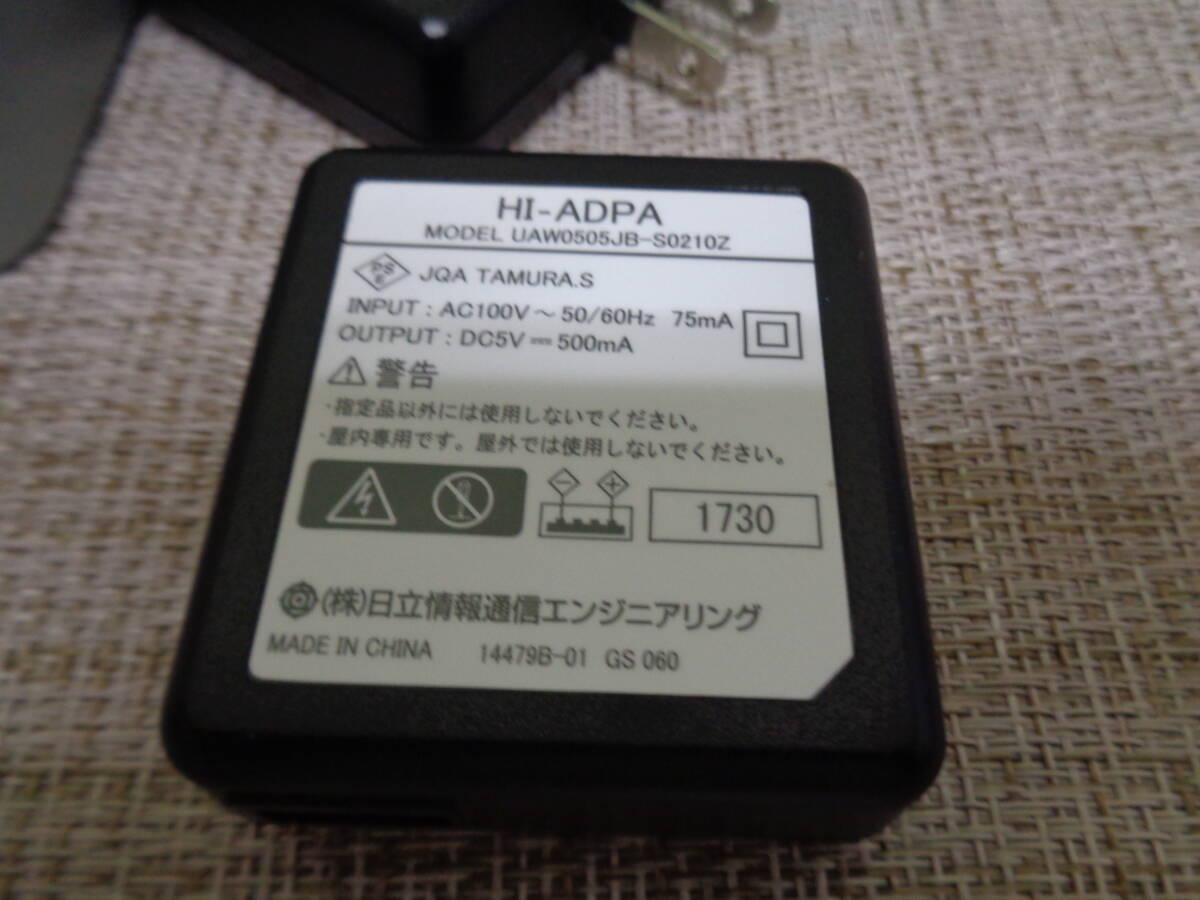 HI-ADPA
MODEL UAW0505JB-S0210Z
PSE JQA TAMURA.S
INPUT : AC100V～50/60Hz 75mA
OUTPUT : DC5V⎓500mA
⚠警告
・指定品以外には使用しないでください。
・屋内専用です。屋外では使用しないでください。
− + 1730
(株)日立情報通信エンジニアリング
MADE IN CHINA 14479B-01 GS 060